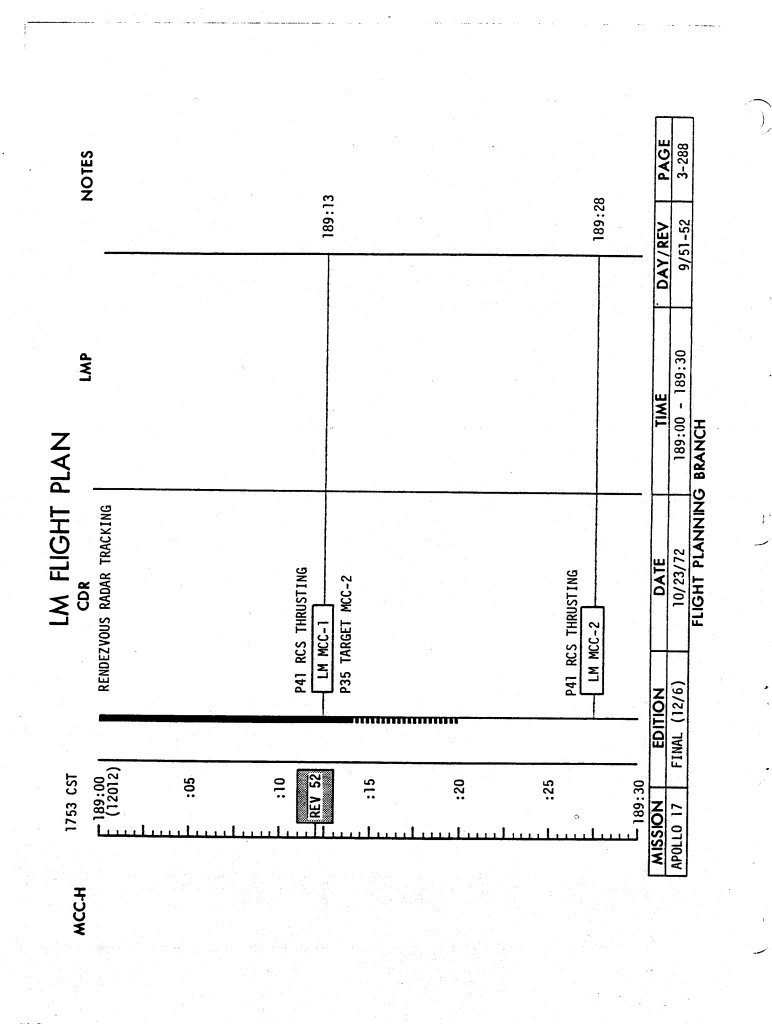 LM FLIGHT PLAN
MCC-H
1753 CST
CDR
LMP
NOTES
189:00
(12012)
RENDEZVOUS RADAR TRACKING
:05
:10
REV 52
P41 RCS THRUSTING
LM MCC-1
189:13
P35 TARGET MCC-2
:15
:20
:25
P41 RCS THRUSTING
LM MCC-2
189:28
189:30
MISSION EDITION DATE TIME DAY/REV PAGE
APOLLO 17 FINAL (12/6) 10/23/72 189:00 - 189:30 9/51-52 3-288
FLIGHT PLANNING BRANCH